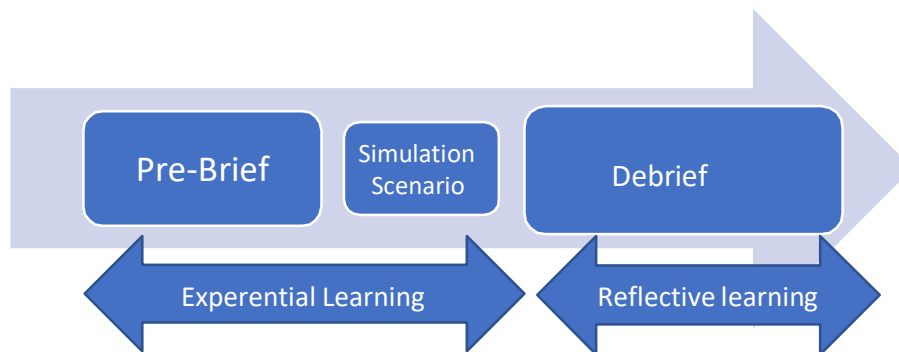 Pre-Brief
Simulation
Scenario
Debrief
Experential Learning
Reflective learning